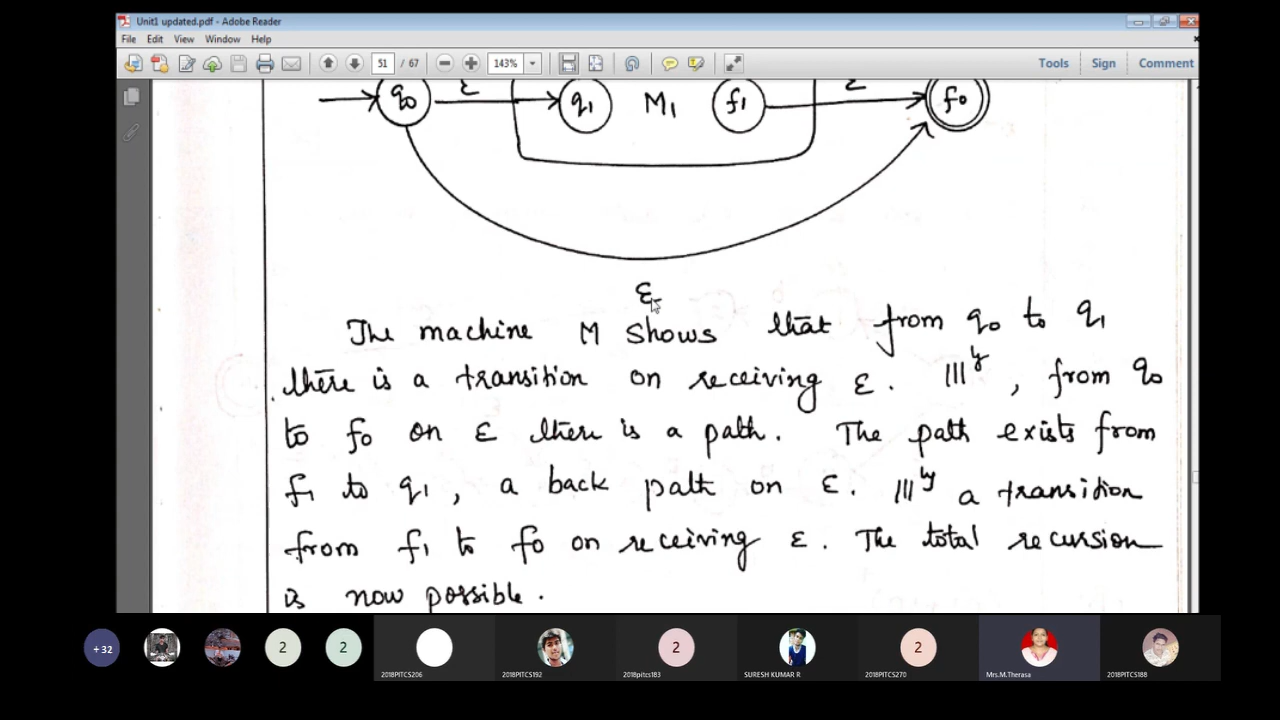 Unit1 updated.pdf - Adobe Reader
File Edit View Window Help
51 / 67 143% Tools Sign Comment
q0 ε q1 M1 f1 ε f0
ε
The machine M shows that from q0 to q1
there is a transition on receiving ε. |||ly, from q0
to f0 on ε there is a path. The path exists from
f1 to q1, a back path on ε. |||ly a transition
from f1 to f0 on receiving ε. The total recursion
is now possible.
+32 2 2 2 2
2018PITCS206 2018PITCS192 2018pitcs183 SURESH KUMAR R 2018PITCS270 Mrs.M.Therasa 2018PITCS188